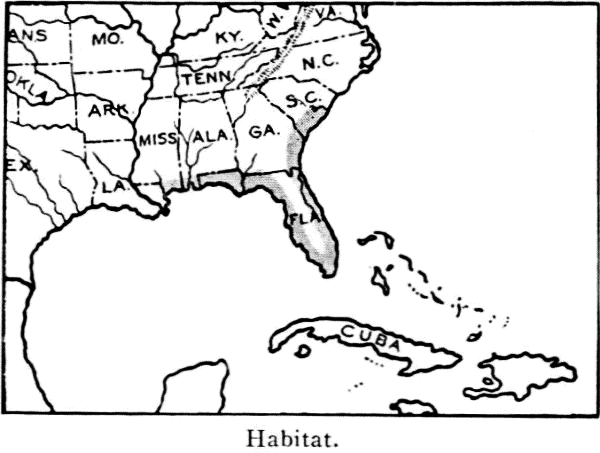 ANS
MO.
KY.
W. V
VA.
OKLA.
TENN.
N.C.
ARK.
S.C.
MISS
ALA.
GA.
EX.
LA.
FLA.
CUBA
Habitat.